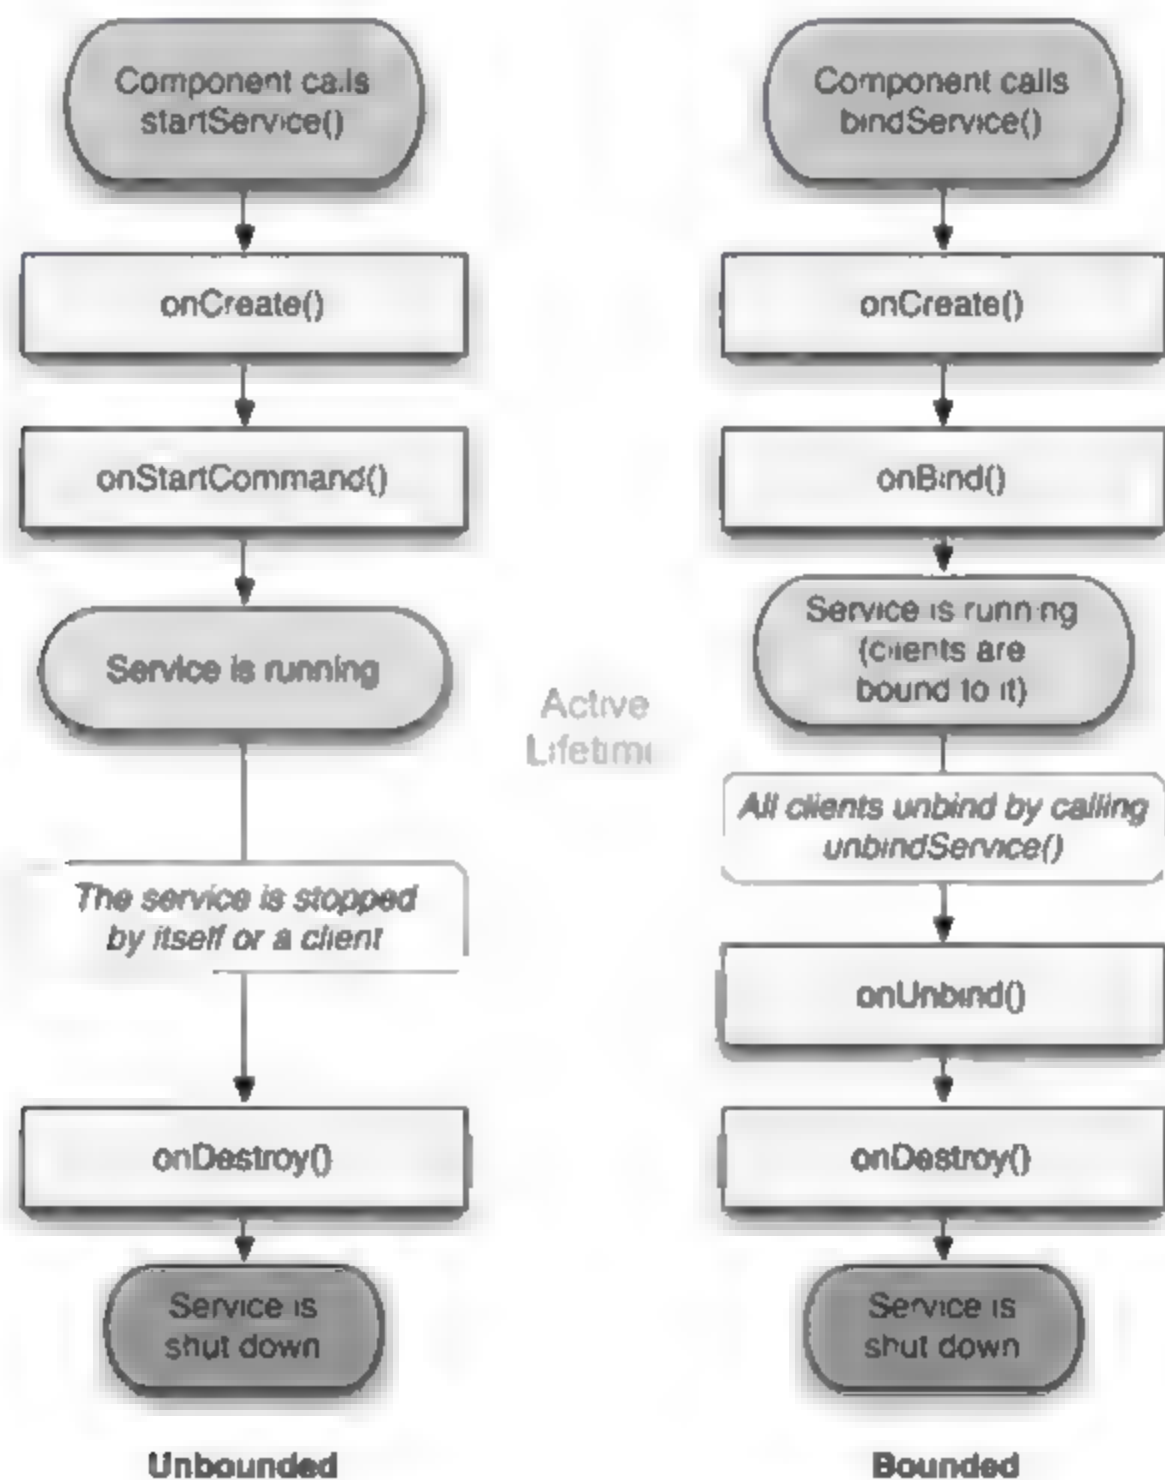 Component calls
startService()
onCreate()
onStartCommand()
Service is running
The service is stopped
by itself or a client
onDestroy()
Service is
shut down
Unbounded
Active
Lifetime
Component calls
bindService()
onCreate()
onBind()
Service is running
(clients are
bound to it)
All clients unbind by calling
unbindService()
onUnbind()
onDestroy()
Service is
shut down
Bounded